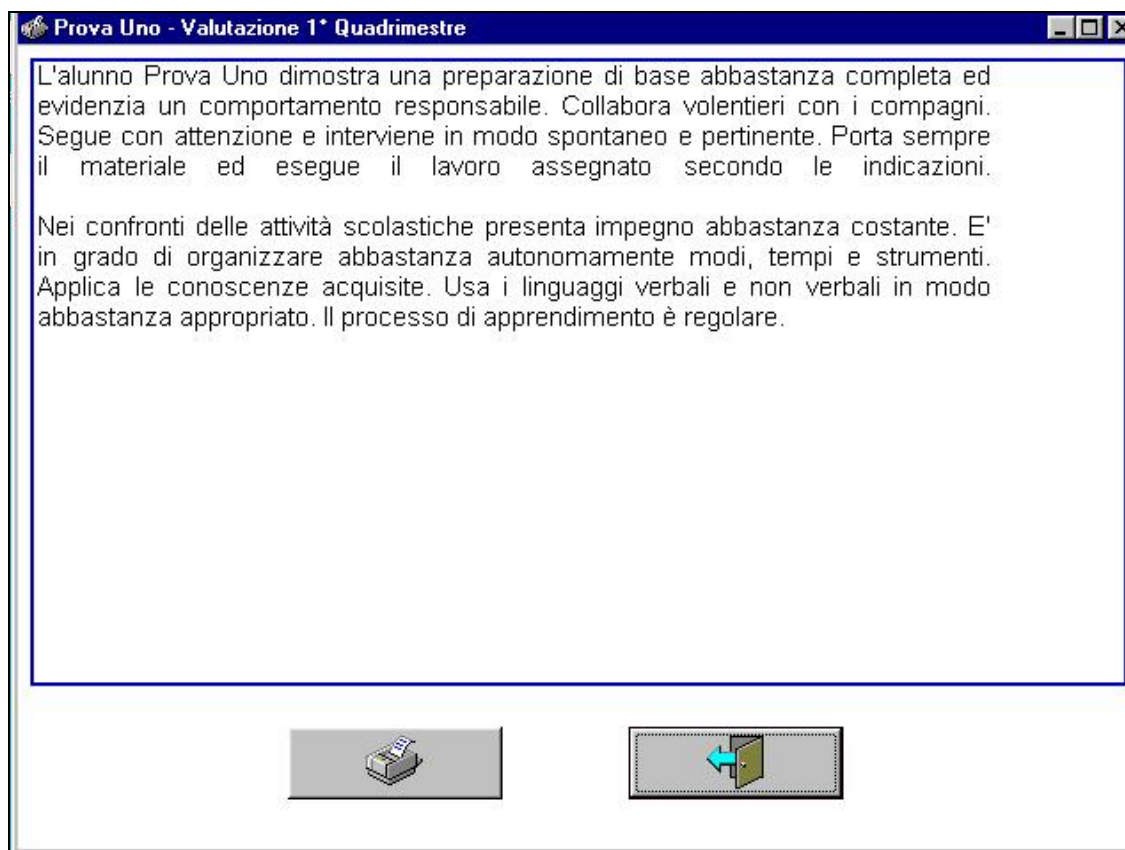 Prova Uno - Valutazione 1° Quadrimestre
L'alunno Prova Uno dimostra una preparazione di base abbastanza completa ed
evidenzia un comportamento responsabile. Collabora volentieri con i compagni.
Segue con attenzione e interviene in modo spontaneo e pertinente. Porta sempre
il materiale ed esegue il lavoro assegnato secondo le indicazioni.
Nei confronti delle attività scolastiche presenta impegno abbastanza costante. E'
in grado di organizzare abbastanza autonomamente modi, tempi e strumenti.
Applica le conoscenze acquisite. Usa i linguaggi verbali e non verbali in modo
abbastanza appropriato. Il processo di apprendimento è regolare.